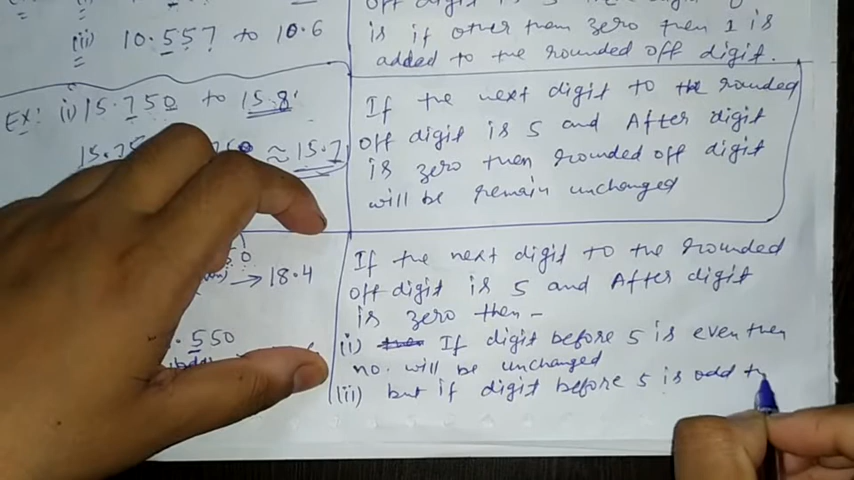 (ii) 10.557 to 10.6
is if other than zero then 1 is
added to the rounded off digit.
Ex: (i) 15.750 to 15.8
≈ 15.7
If the next digit to the rounded
off digit is 5 and After digit
is zero then rounded off digit
will be remain unchanged
→ 18.4
.550
If the next digit to the rounded
off digit is 5 and After digit
is zero then -
(i) If digit before 5 is even then
no. will be unchanged
(ii) but if digit before 5 is odd th